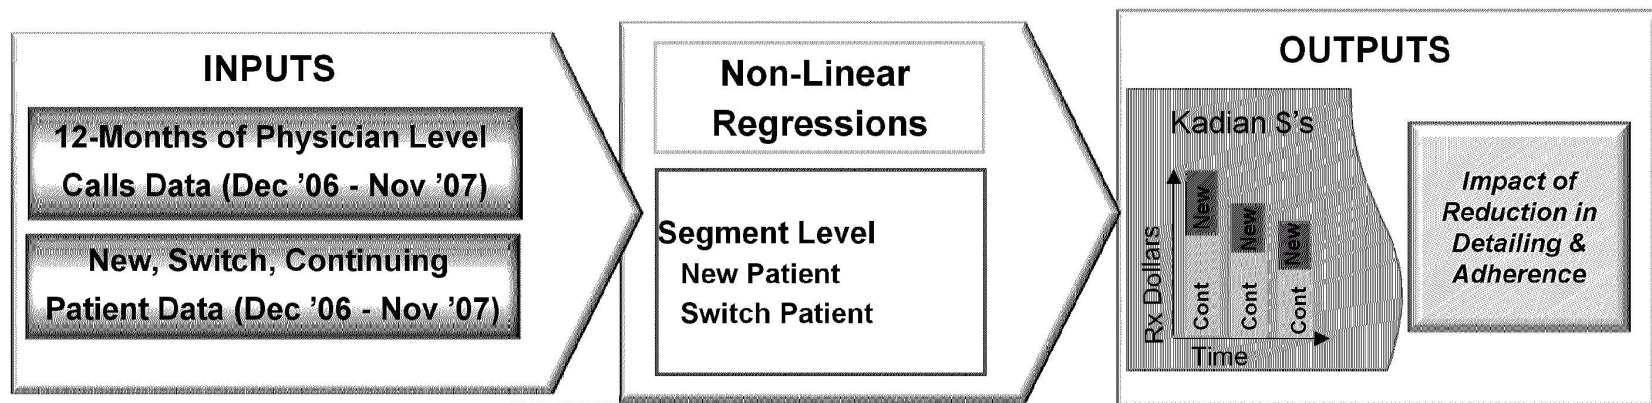 INPUTS
12-Months of Physician Level
Calls Data (Dec ’06 - Nov ’07)
New, Switch, Continuing
Patient Data (Dec ’06 - Nov ’07)
Non-Linear
Regressions
Segment Level
New Patient
Switch Patient
OUTPUTS
Kadian $'s
Rx Dollars
New
Cont
New
Cont
New
Cont
Time
Impact of
Reduction in
Detailing &
Adherence